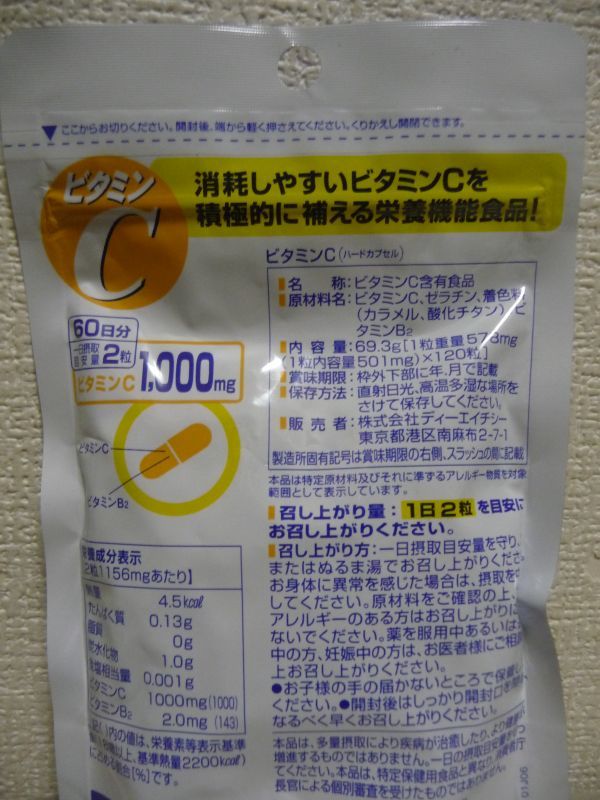 ▼ここからお切りください。開封後、端から軽く押さえてください。くりかえし開閉できます。
ビタミン
C
消耗しやすいビタミンCを
積極的に補える栄養機能食品!
60日分
一日摂取目安量2粒
ビタミンC 1,000mg
ビタミンC
ビタミンB2
ビタミンC(ハードカプセル)
名 称:ビタミンC含有食品
原材料名:ビタミンC、ゼラチン、着色料
(カラメル、酸化チタン)、ビ
タミンB2
内容量:69.3g[1粒重量578mg
(1粒内容量501mg)×120粒]
賞味期限:枠外下部に年、月で記載
保存方法:直射日光、高温多湿な場所を
さけて保存してください。
販売者:株式会社ディーエイチシー
東京都港区南麻布2-7-1
製造所固有記号は賞味期限の右側、スラッシュの間に記載
本品は特定原材料及びそれに準ずるアレルギー物質を対象
範囲として表示しています。
召し上がり量:1日2粒を目安に
お召し上がりください。
召し上がり方:一日摂取目安量を守り、
またはぬるま湯でお召し上がりくださ
お身体に異常を感じた場合は、摂取を中
してください。原材料をご確認の上、
アレルギーのある方はお召し上がりに
ないでください。薬を服用中あるいは
中の方、妊娠中の方は、お医者様にご相
上お召し上がりください。
●お子様の手の届かないところで保管し
ください。●開封後はしっかり開封口を
なるべく早くお召し上がりください。
本品は、多量摂取により疾病が治癒したり、より健康が
増進するものではありません。一日の摂取目安量を
てください。本品は、特定保健用食品と異なり、消費者庁
長官による個別審査を受けたものではありません。
養成分表示
2粒1156mgあたり】
熱量 4.5kcal
たんぱく質 0.13g
脂質 0g
炭水化物 1.0g
食塩相当量 0.001g
ビタミンC 1000mg(1000)
ビタミンB2 2.0mg(143)
)内の値は、栄養素等表示基準
歳以上、基準熱量2200kcal)
に占める割合[%]です。